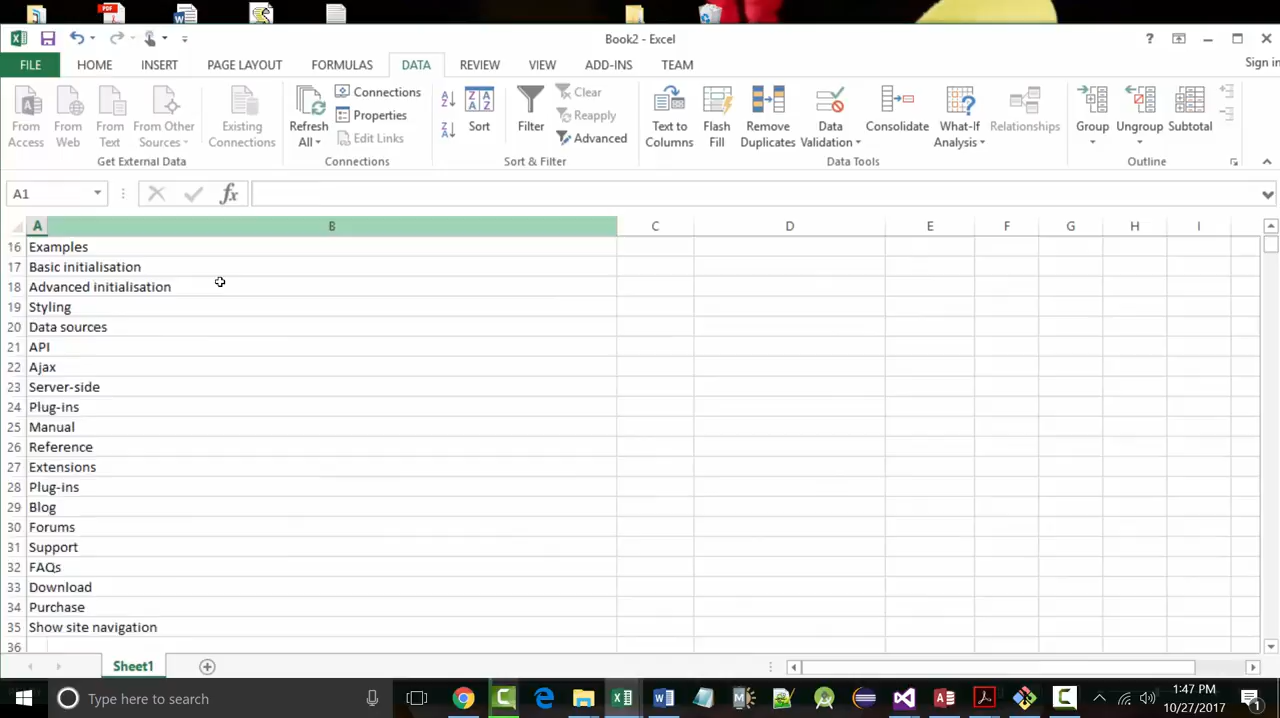 Book2 - Excel
?
Sign in
FILE HOME INSERT PAGE LAYOUT FORMULAS DATA REVIEW VIEW ADD-INS TEAM
From Access
From Web
From Text
From Other Sources
Existing Connections
Get External Data
Refresh All
Connections
Properties
Edit Links
Connections
Sort
Filter
Clear
Reapply
Advanced
Sort & Filter
Text to Columns
Flash Fill
Remove Duplicates
Data Validation
Consolidate
What-If Analysis
Relationships
Data Tools
Group
Ungroup
Subtotal
Outline
A1
fx
A B C D E F G H I
16 Examples
17 Basic initialisation
18 Advanced initialisation
19 Styling
20 Data sources
21 API
22 Ajax
23 Server-side
24 Plug-ins
25 Manual
26 Reference
27 Extensions
28 Plug-ins
29 Blog
30 Forums
31 Support
32 FAQs
33 Download
34 Purchase
35 Show site navigation
36
Sheet1
Type here to search
1:47 PM
10/27/2017